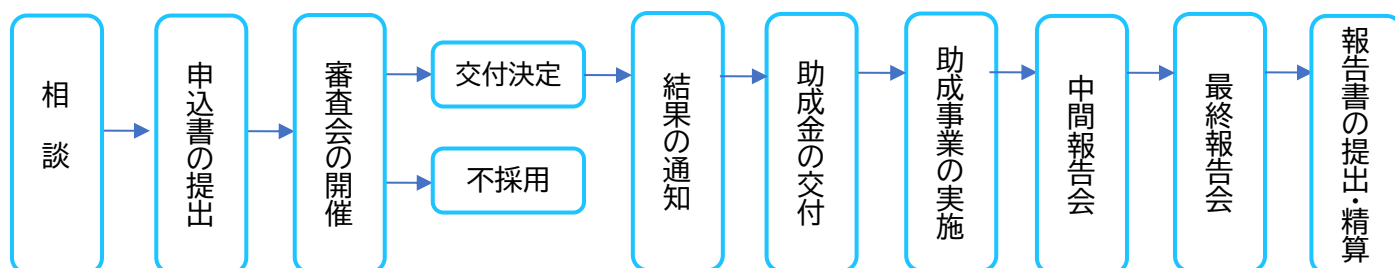 相談
申込書の提出
審査会の開催
交付決定
不採用
結果の通知
助成金の交付
助成事業の実施
中間報告会
最終報告会
報告書の提出・精算